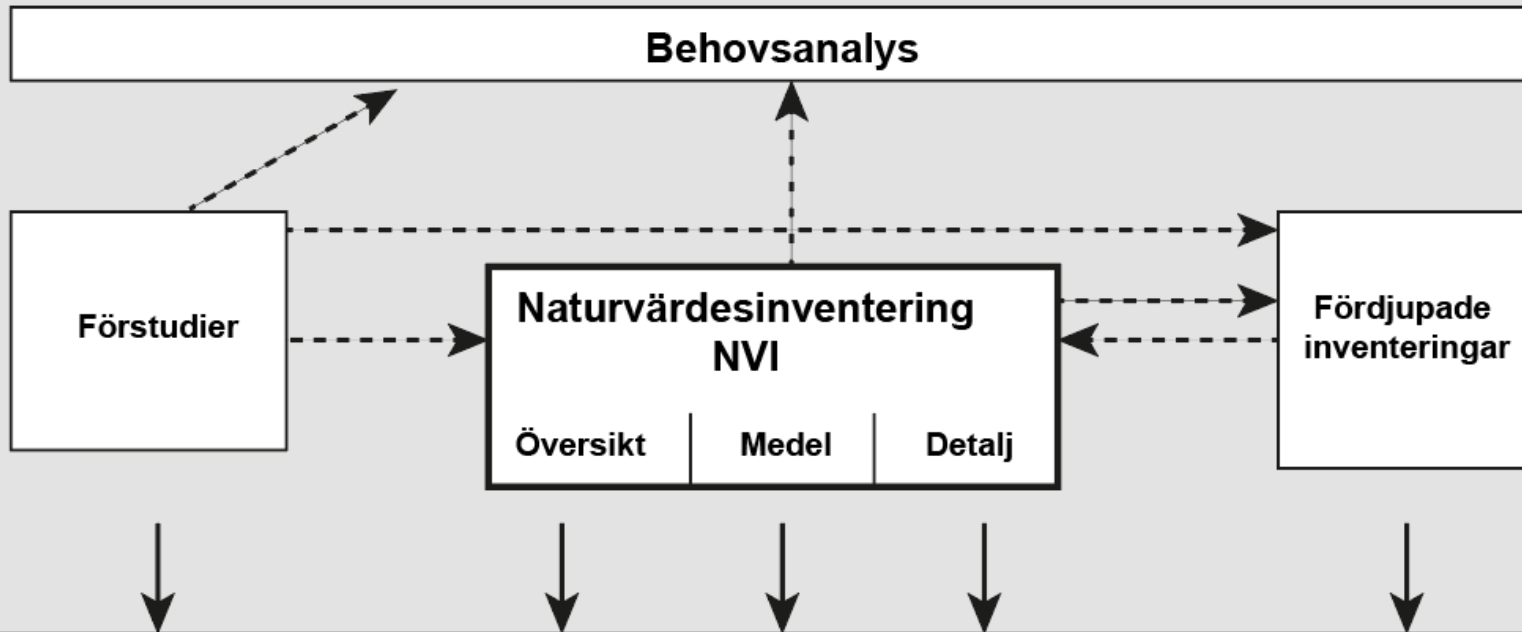 Behovsanalys
Förstudier
Naturvärdesinventering
NVI
Översikt
Medel
Detalj
Fördjupade
inventeringar